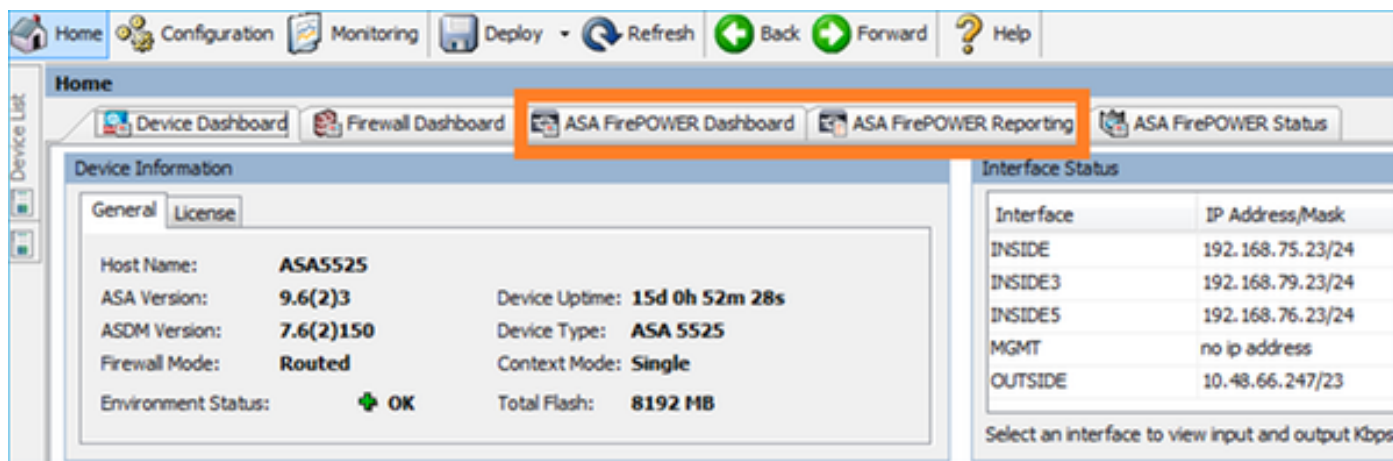 Home Configuration Monitoring Deploy Refresh Back Forward Help
Device List
Home
Device Dashboard Firewall Dashboard ASA FirePOWER Dashboard ASA FirePOWER Reporting ASA FirePOWER Status
Device Information
General License
Host Name: ASA5525
ASA Version: 9.6(2)3 Device Uptime: 15d 0h 52m 28s
ASDM Version: 7.6(2)150 Device Type: ASA 5525
Firewall Mode: Routed Context Mode: Single
Environment Status: OK Total Flash: 8192 MB
Interface Status
Interface IP Address/Mask
INSIDE 192.168.75.23/24
INSIDE3 192.168.79.23/24
INSIDE5 192.168.76.23/24
MGMT no ip address
OUTSIDE 10.48.66.247/23
Select an interface to view input and output Kbps